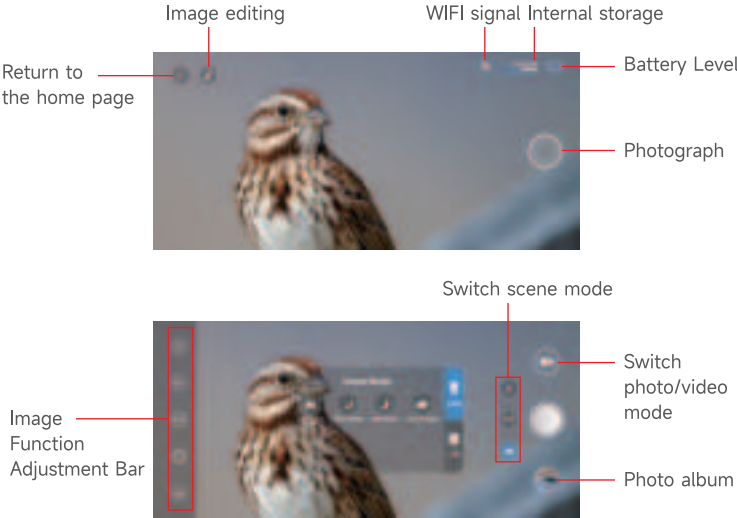 Image editing
WIFI signal Internal storage
Return to
the home page
Battery Level
Photograph
Switch scene mode
Switch
photo/video
mode
Image
Function
Adjustment Bar
Photo album